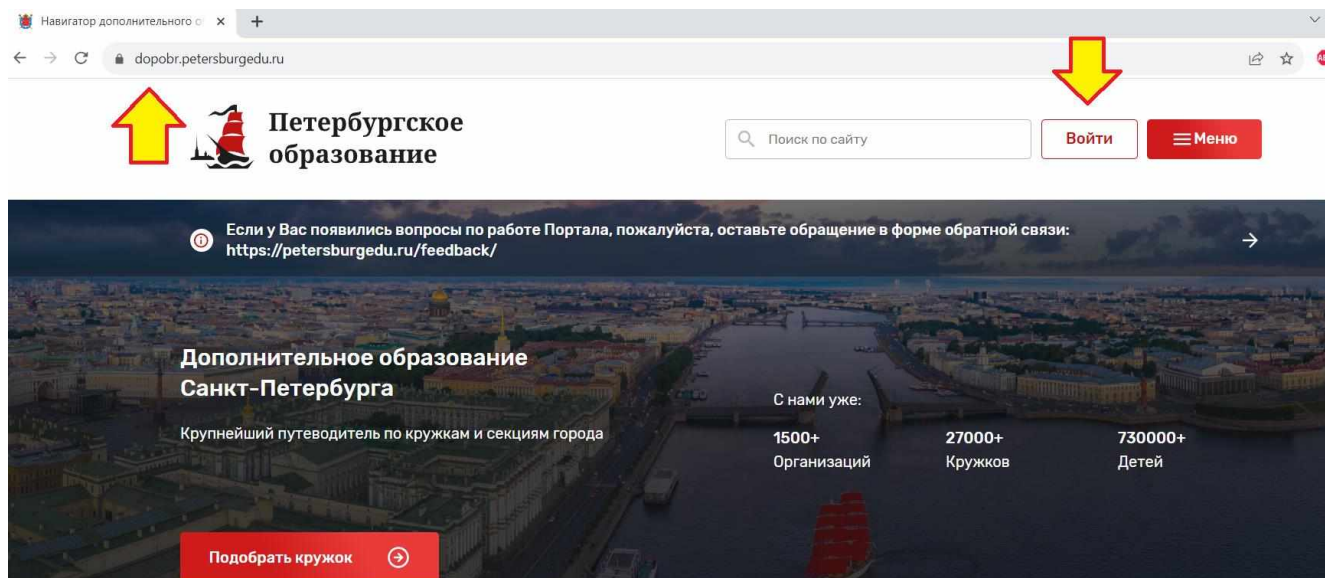 Навигатор дополнительного о
dopobr.petersburgedu.ru
Петербургское
образование
Поиск по сайту
Войти
Меню
Если у Вас появились вопросы по работе Портала, пожалуйста, оставьте обращение в форме обратной связи:
https://petersburgedu.ru/feedback/
Дополнительное образование
Санкт-Петербурга
Крупнейший путеводитель по кружкам и секциям города
С нами уже:
1500+ 27000+ 730000+
Организаций Кружков Детей
Подобрать кружок